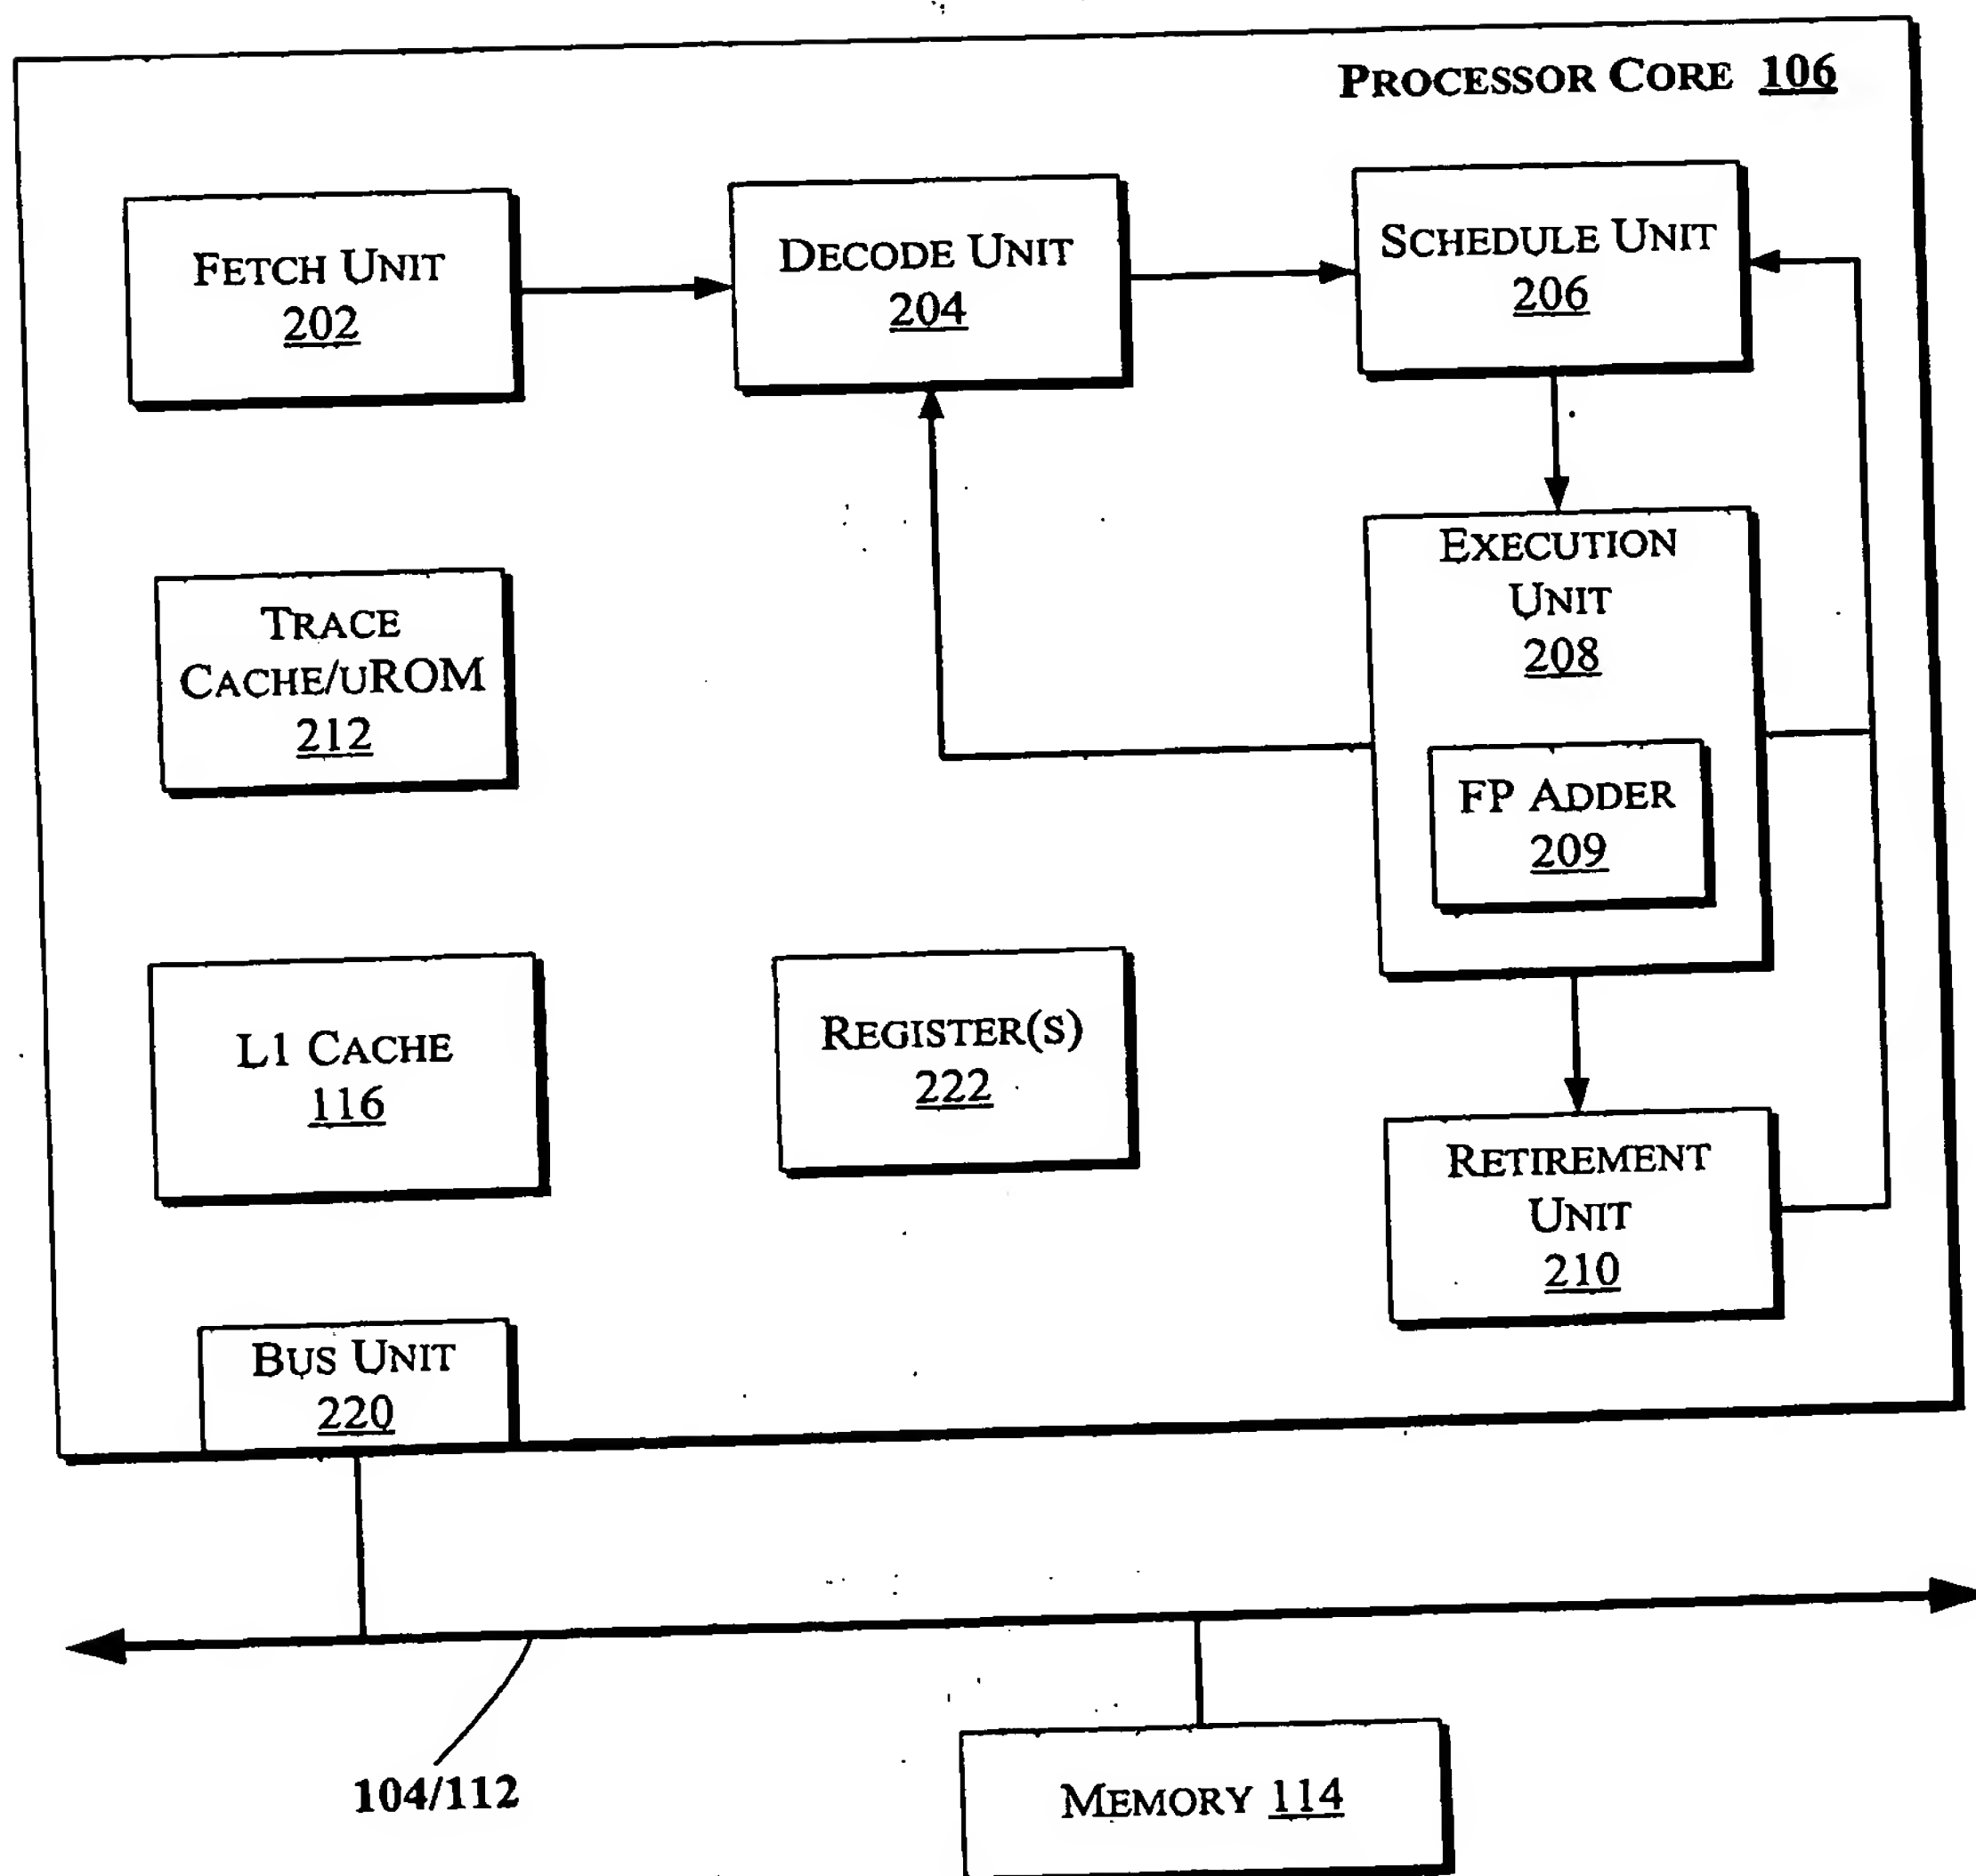 PROCESSOR CORE 106
FETCH UNIT
202
DECODE UNIT
204
SCHEDULE UNIT
206
EXECUTION
UNIT
208
FP ADDER
209
TRACE
CACHE/UROM
212
L1 CACHE
116
REGISTER(S)
222
RETIREMENT
UNIT
210
BUS UNIT
220
104/112
MEMORY 114